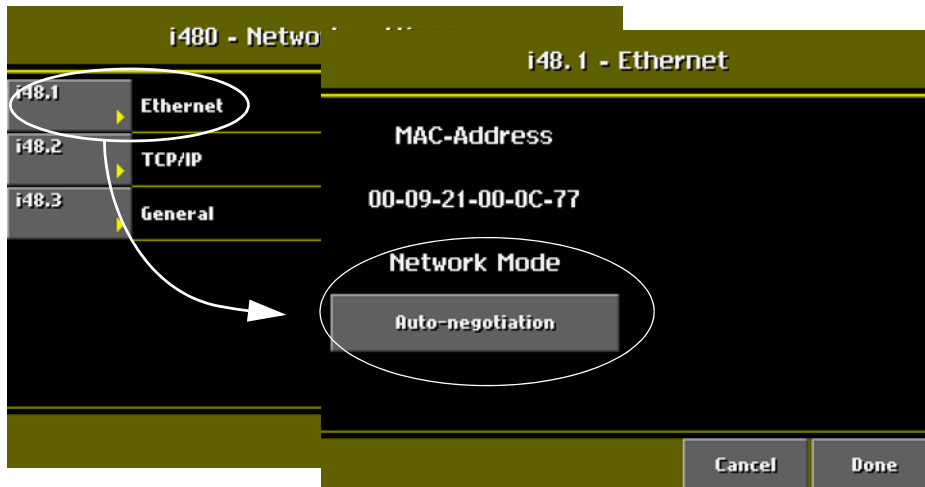 i480 - Netwo
i48.1
Ethernet
i48.2
TCP/IP
i48.3
General
i48.1 - Ethernet
MAC-Address
00-09-21-00-0C-77
Network Mode
Auto-negotiation
Cancel
Done